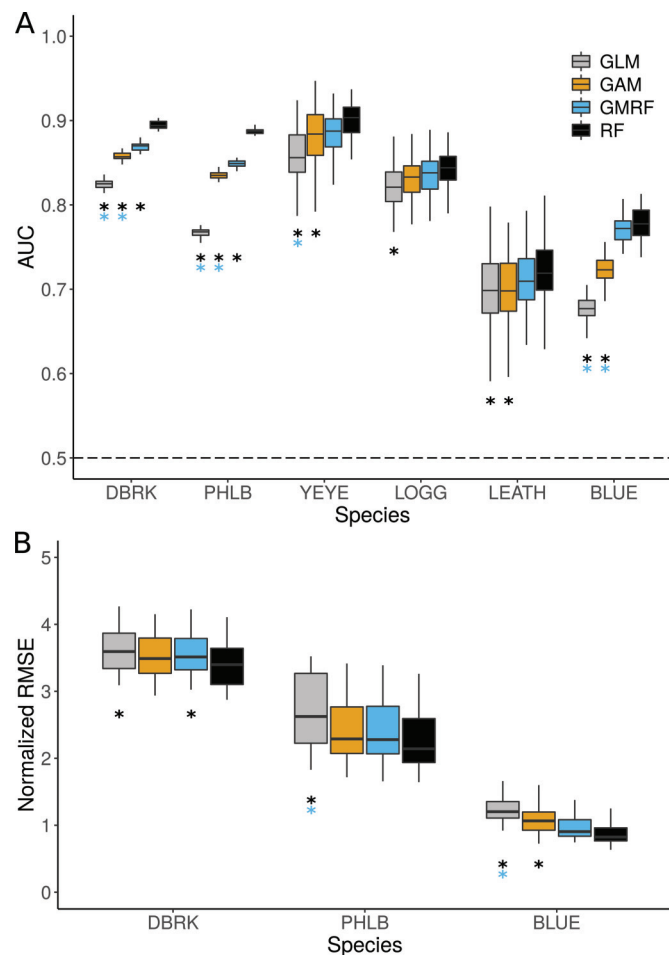 A
1.0
0.9
0.8
0.7
0.6
0.5
AUC
GLM
GAM
GMRF
RF
* * * * * * * * * *
* * * * * * *
DBRK PHLB YEYE LOGG LEATH BLUE
Species
B
5
4
3
2
1
0
Normalized RMSE
* * * * *
* *
DBRK PHLB BLUE
Species